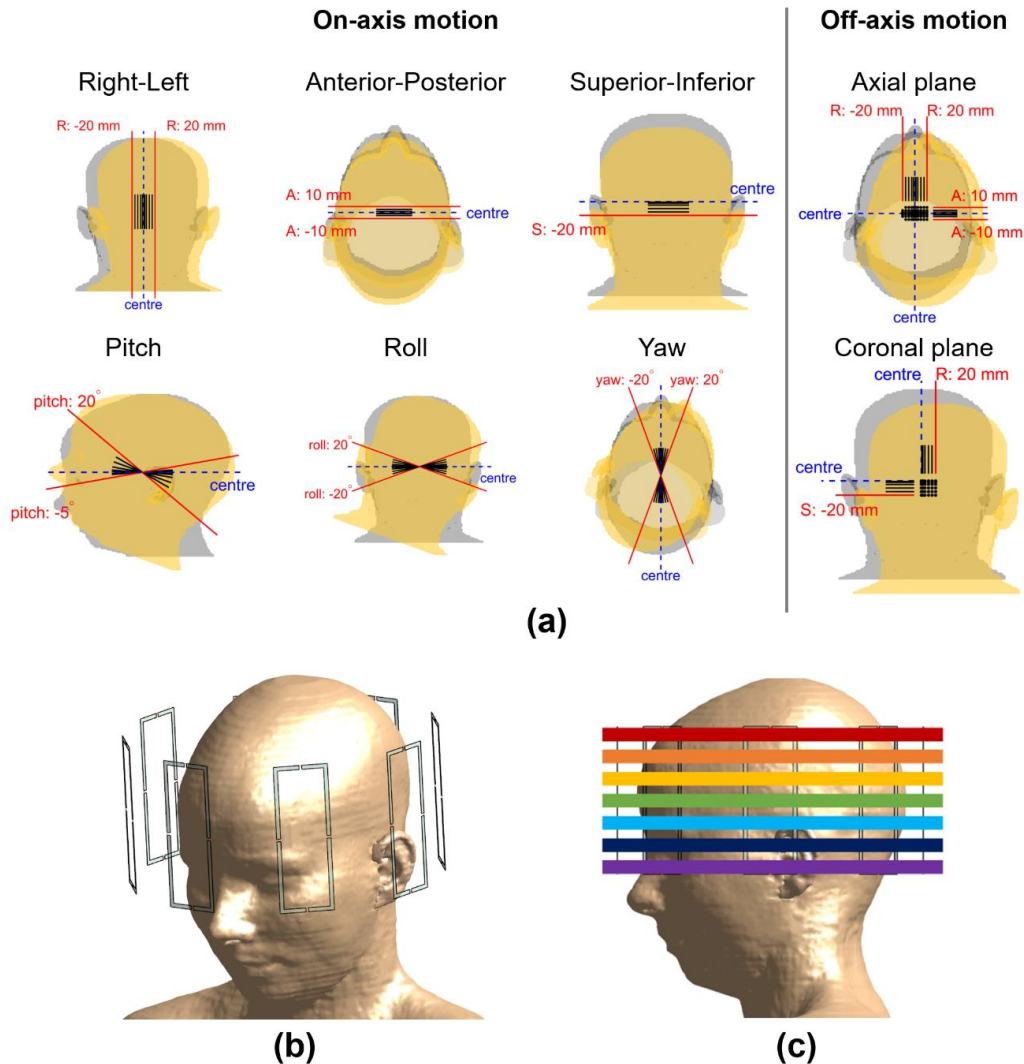 On-axis motion
Off-axis motion
Right-Left
Anterior-Posterior
Superior-Inferior
Axial plane
R: -20 mm R: 20 mm
centre
A: 10 mm
centre
A: -10 mm
centre
S: -20 mm
R: -20 mm R: 20 mm
A: 10 mm
centre
A: -10 mm
centre
Pitch
Roll
Yaw
Coronal plane
pitch: 20°
centre
pitch: -5°
roll: 20°
centre
roll: -20°
yaw: -20° yaw: 20°
centre
centre R: 20 mm
centre
S: -20 mm
(a)
(b)
(c)